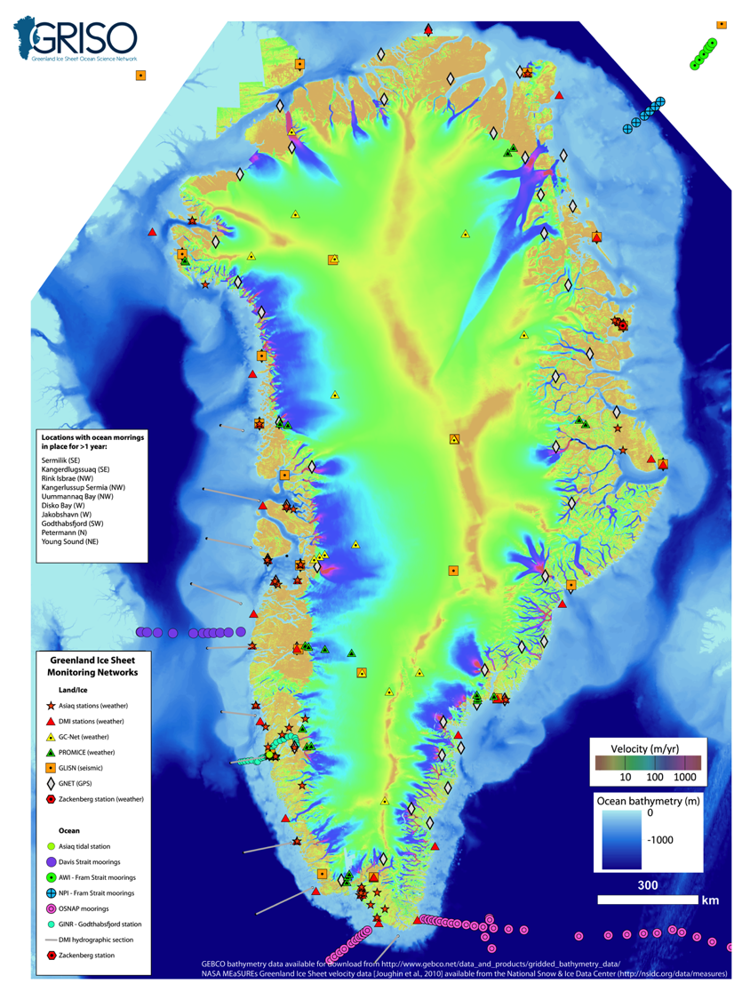 GRISO
Greenland Ice Sheet Ocean Science Network
Locations with ocean morrings
in place for >1 year:
Sermilik (SE)
Kangerdlugssuaq (SE)
Rink Isbrae (NW)
Kangerlussup Sermia (NW)
Uummannaq Bay (NW)
Disko Bay (W)
Jakobshavn (W)
Godthabsfjord (SW)
Petermann (N)
Young Sound (NE)
Greenland Ice Sheet
Monitoring Networks
Land/Ice
Asiaq stations (weather)
DMI stations (weather)
GC-Net (weather)
PROMICE (weather)
GLISN (seismic)
GNET (GPS)
Zackenberg station (weather)
Ocean
Asiaq tidal station
Davis Strait moorings
AWI - Fram Strait moorings
NPI - Fram Strait moorings
OSNAP moorings
GINR - Godthabsfjord station
DMI hydrographic section
Zackenberg station
Velocity (m/yr)
10 100 1000
Ocean bathymetry (m)
0
-1000
300
km
GEBCO bathymetry data available for download from http://www.gebco.net/data_and_products/gridded_bathymetry_data/
NASA MEaSUREs Greenland Ice Sheet velocity data [Joughin et al., 2010] available from the National Snow & Ice Data Center (http://nsidc.org/data/measures)